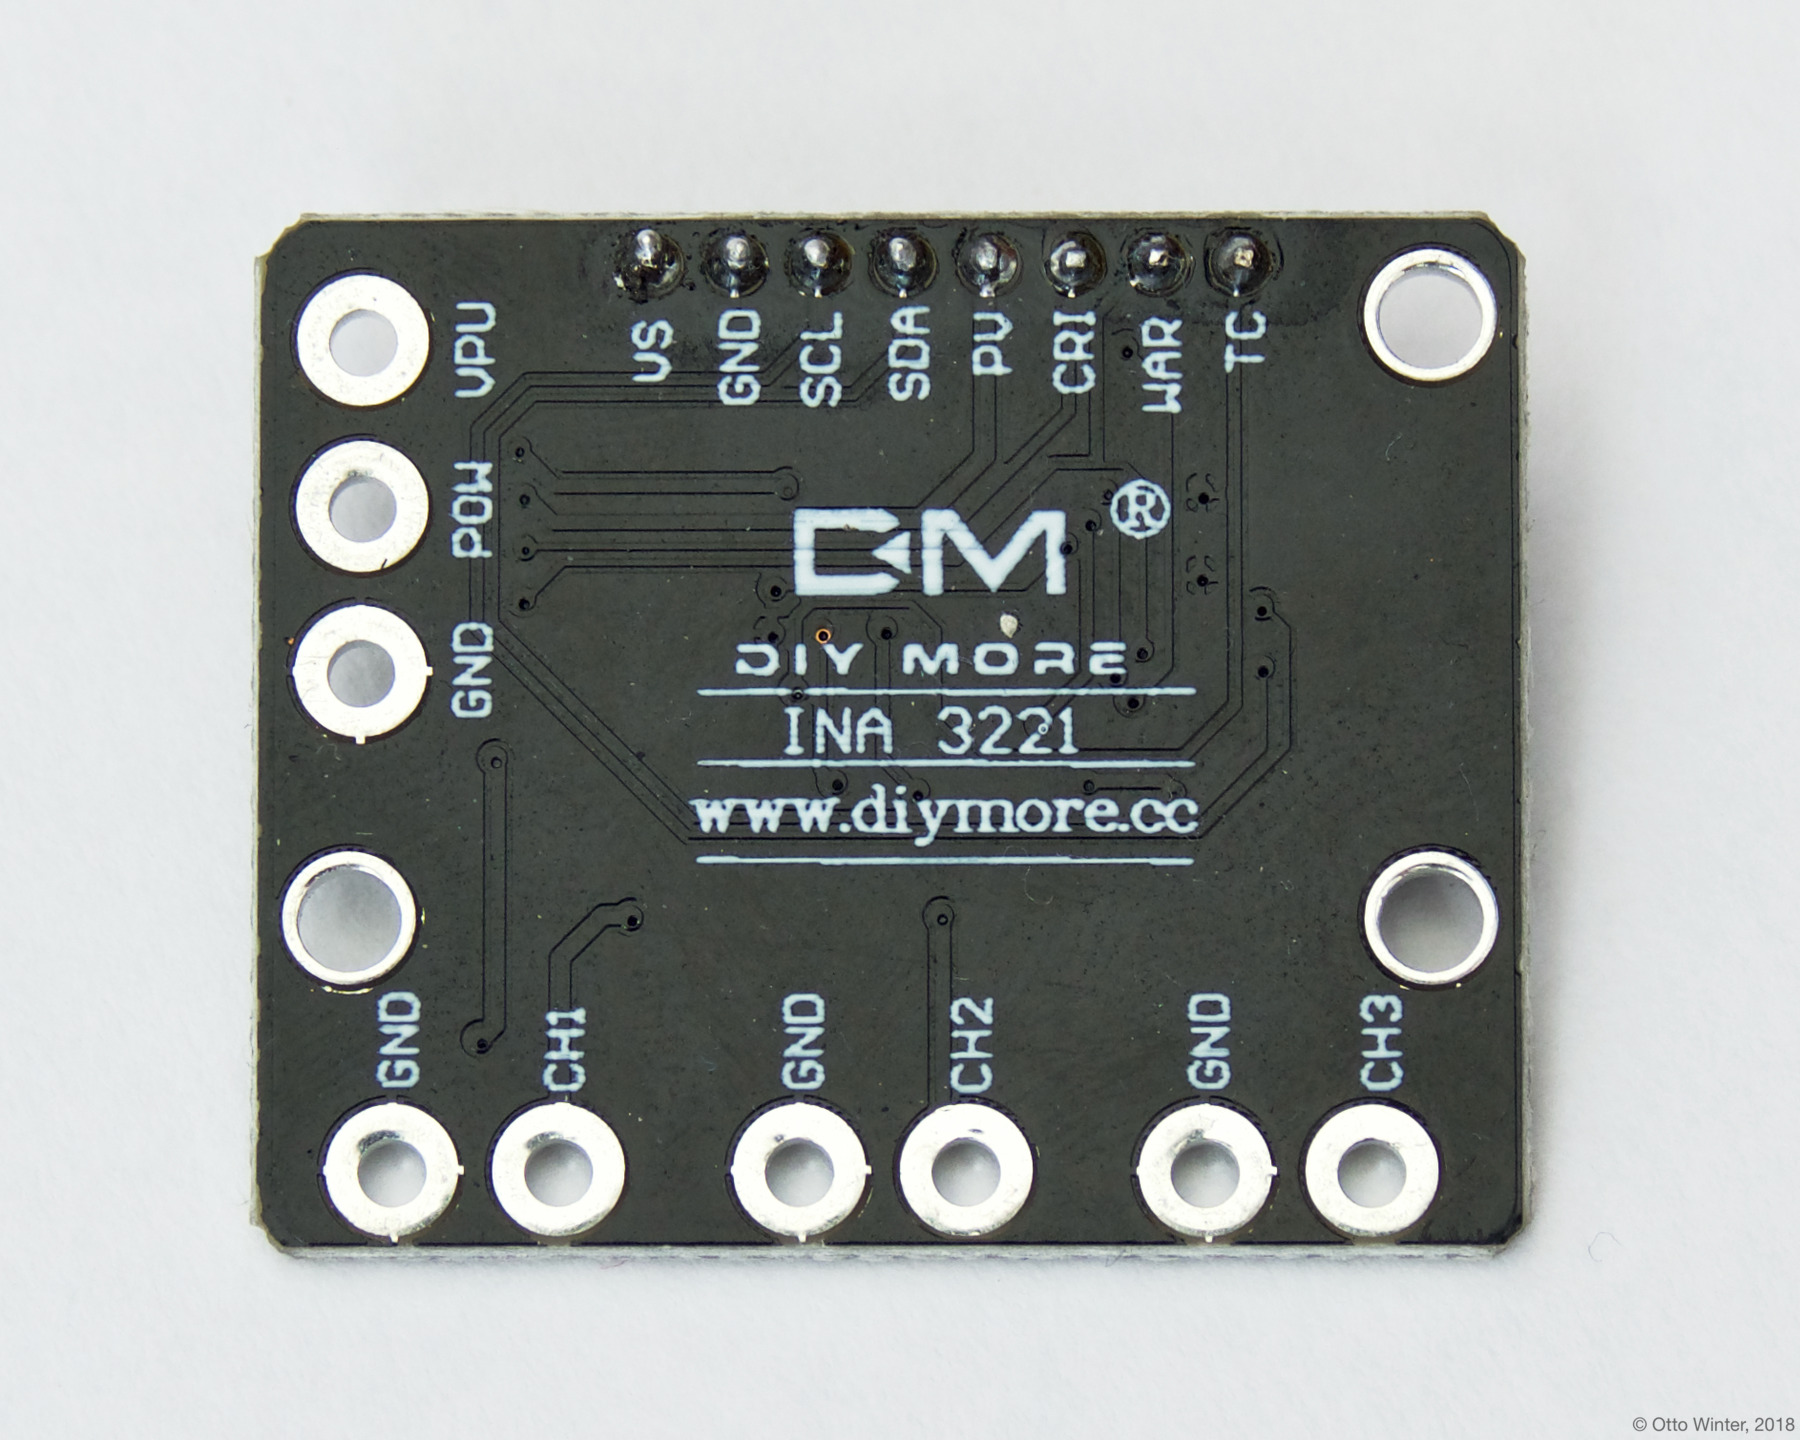 VS GND SCL SDA PV CRI WAR TC
VPU
POW
GND
DM ®
DIY MORE
INA 3221
www.diymore.cc
GND CH1 GND CH2 GND CH3
© Otto Winter, 2018